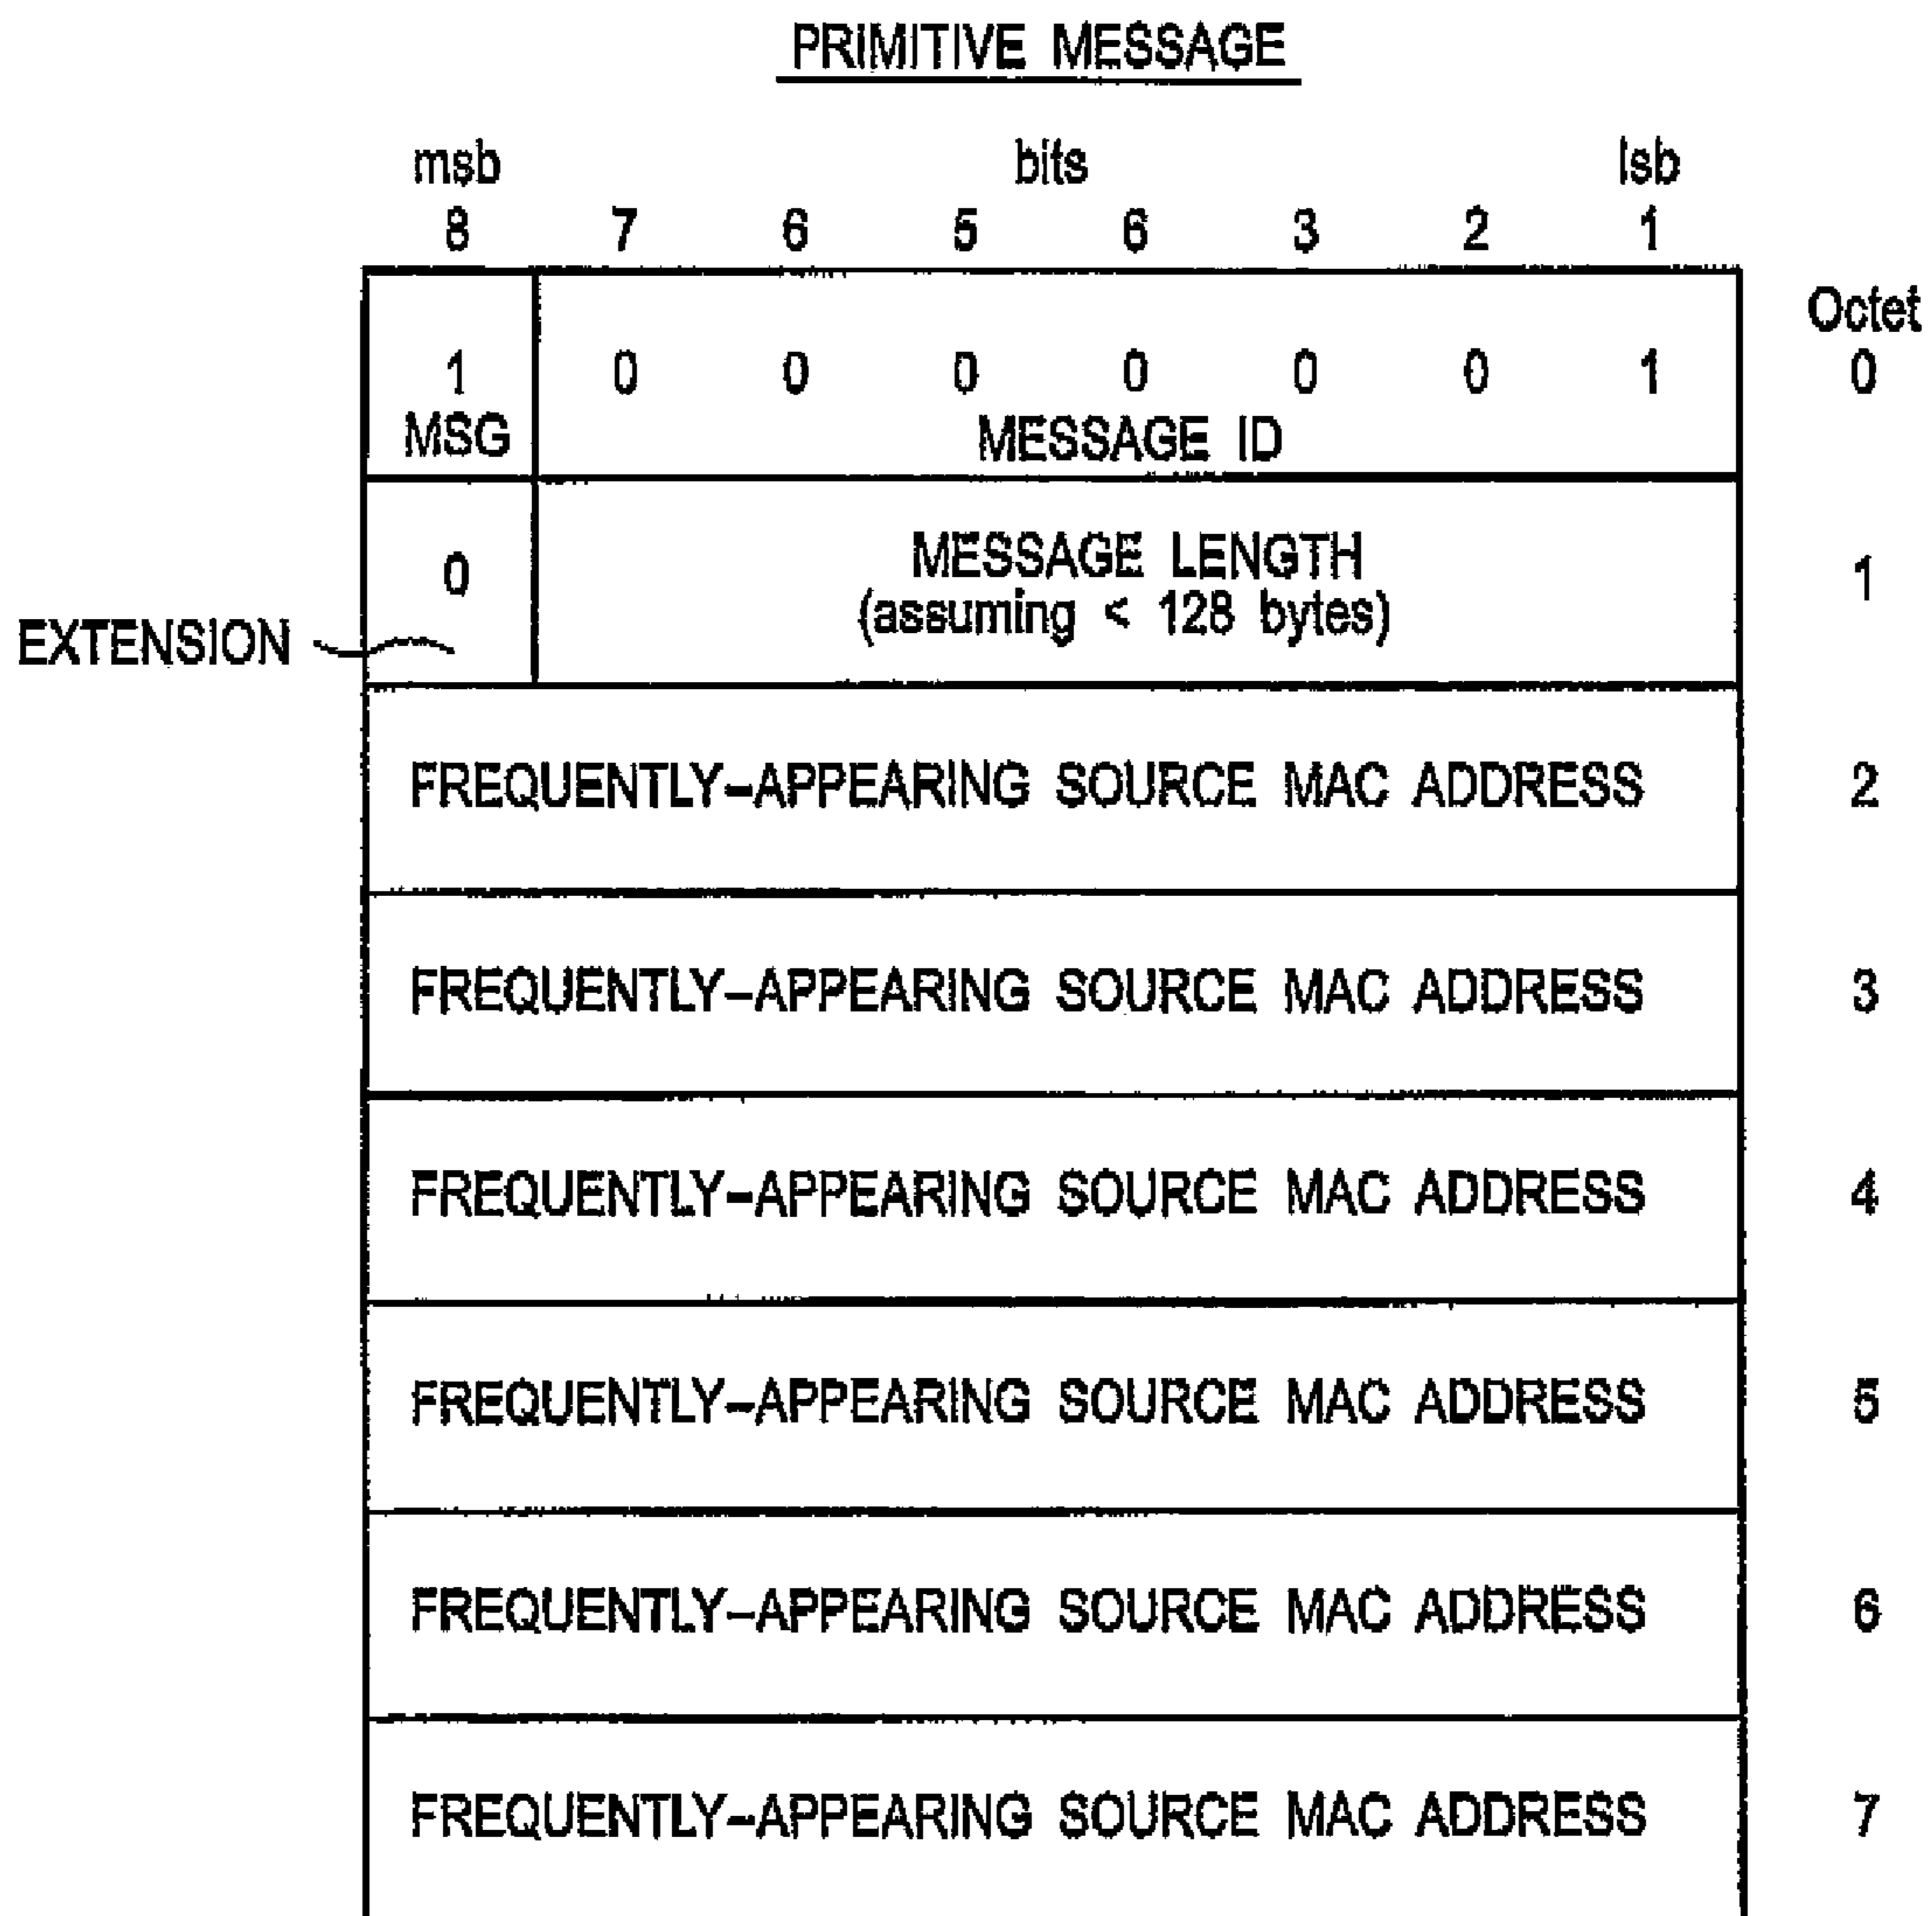 PRIMITIVE MESSAGE
msb bits lsb
8 7 6 5 6 3 2 1
Octet
1 0 0 0 0 0 0 1 0
MSG MESSAGE ID
0 MESSAGE LENGTH 1
(assuming < 128 bytes)
EXTENSION
FREQUENTLY-APPEARING SOURCE MAC ADDRESS 2
FREQUENTLY-APPEARING SOURCE MAC ADDRESS 3
FREQUENTLY-APPEARING SOURCE MAC ADDRESS 4
FREQUENTLY-APPEARING SOURCE MAC ADDRESS 5
FREQUENTLY-APPEARING SOURCE MAC ADDRESS 6
FREQUENTLY-APPEARING SOURCE MAC ADDRESS 7